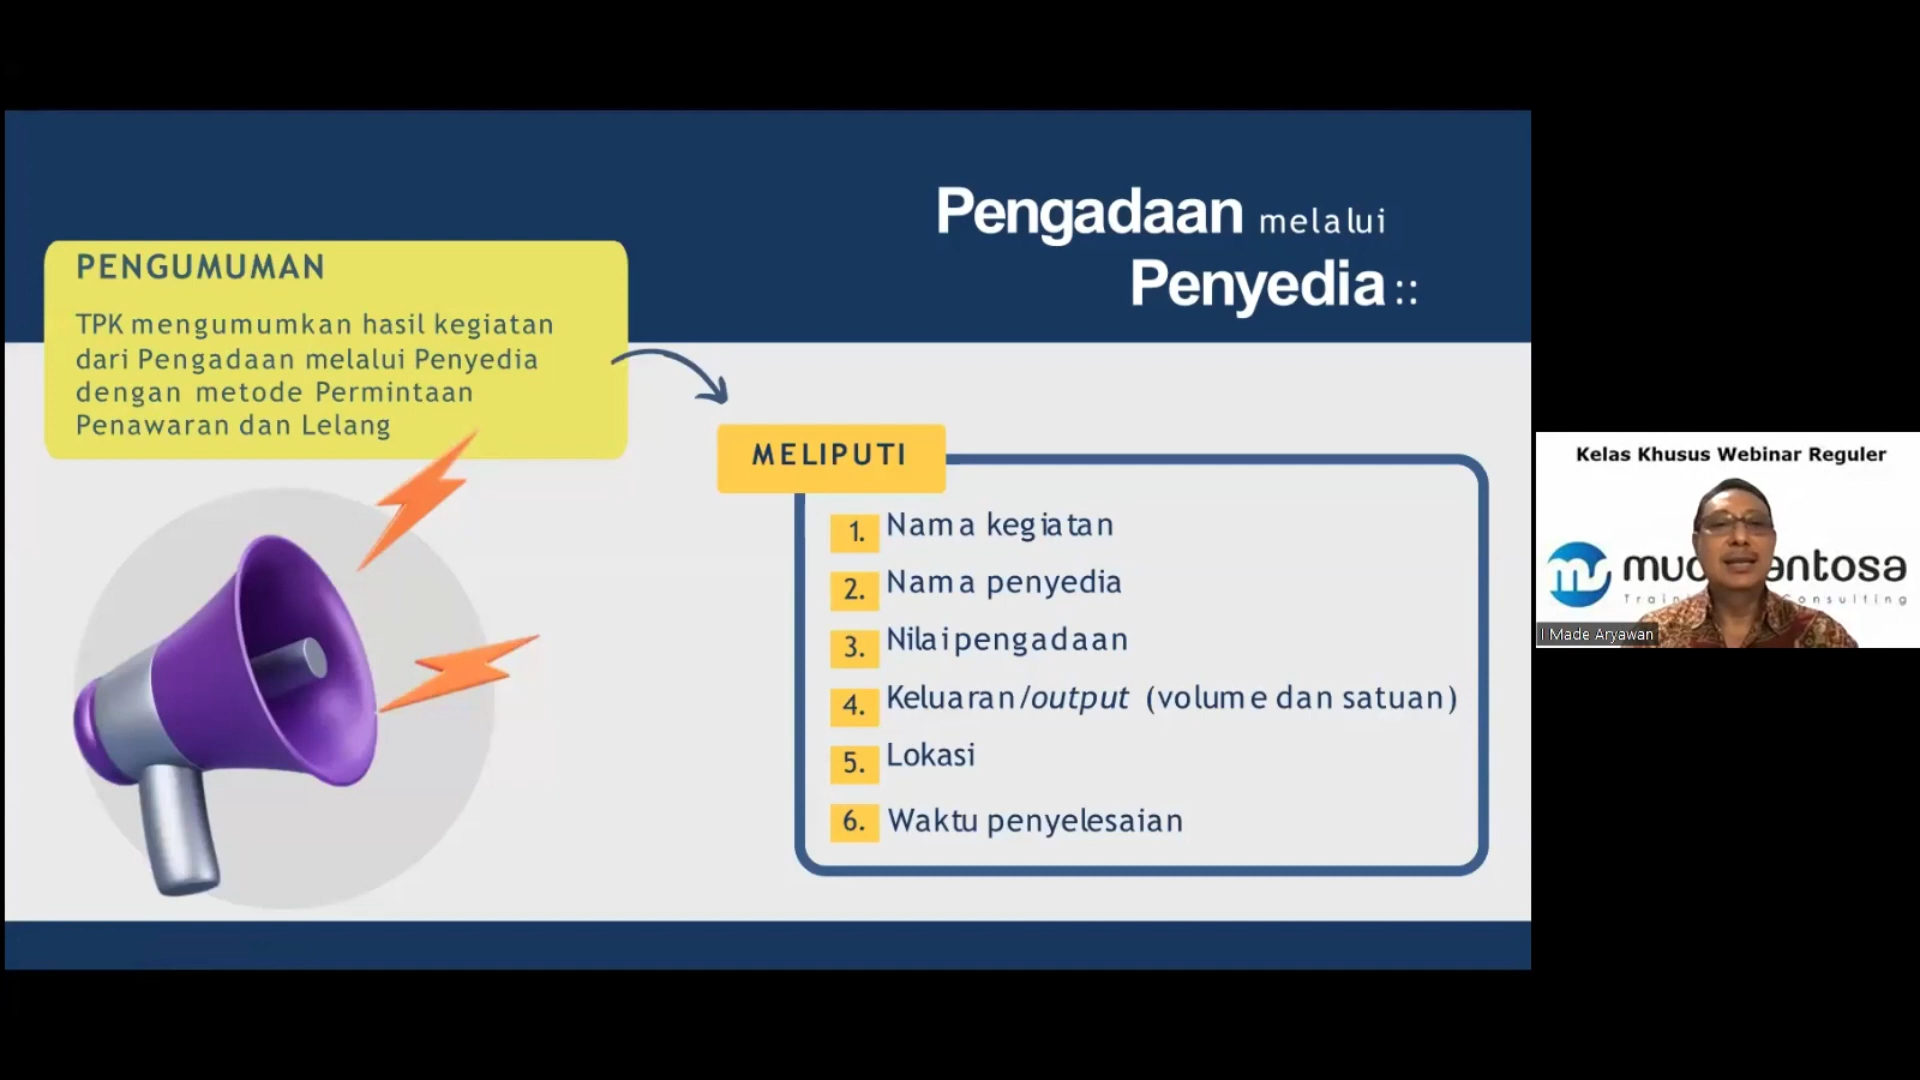 Pengadaan melalui
Penyedia ::
PENGUMUMAN
TPK mengumumkan hasil kegiatan
dari Pengadaan melalui Penyedia
dengan metode Permintaan
Penawaran dan Lelang
MELIPUTI
1. Nama kegiatan
2. Nama penyedia
3. Nilai pengadaan
4. Keluaran/output (volume dan satuan)
5. Lokasi
6. Waktu penyelesaian
Kelas Khusus Webinar Reguler
I Made Aryawan